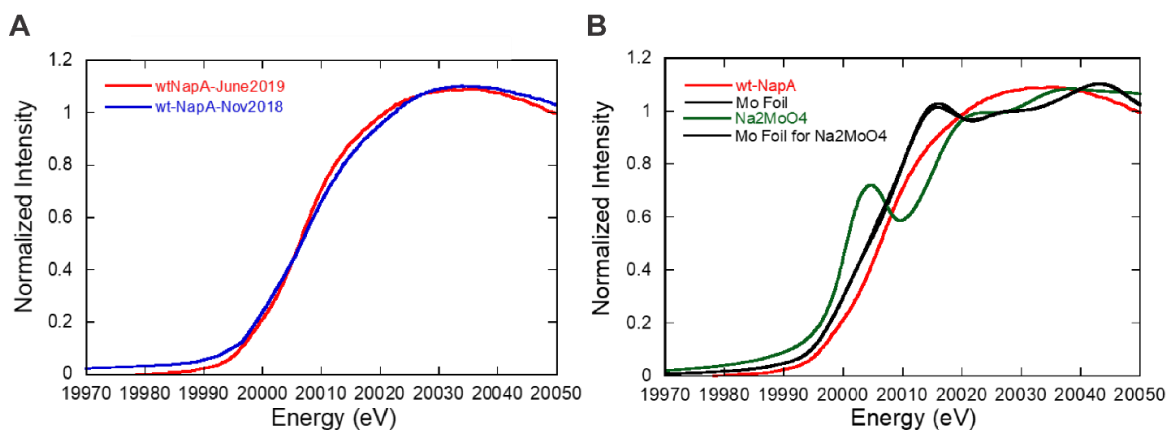 A
Normalized Intensity
1.2
1
0.8
0.6
0.4
0.2
0
wtNapA-June2019
wt-NapA-Nov2018
19970 19980 19990 20000 20010 20020 20030 20040 20050
Energy (eV)
B
Normalized Intensity
1.2
1
0.8
0.6
0.4
0.2
0
wt-NapA
Mo Foil
Na2MoO4
Mo Foil for Na2MoO4
19970 19980 19990 20000 20010 20020 20030 20040 20050
Energy (eV)